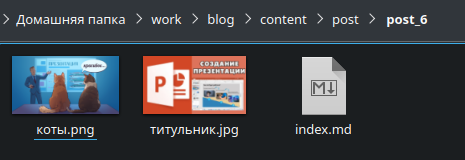 Домашняя папка > work > blog > content > post > post_6
СОЗДАНИЕ
ПРЕЗЕНТАЦИИ
P
коты.png
титульник.jpg
M
index.md